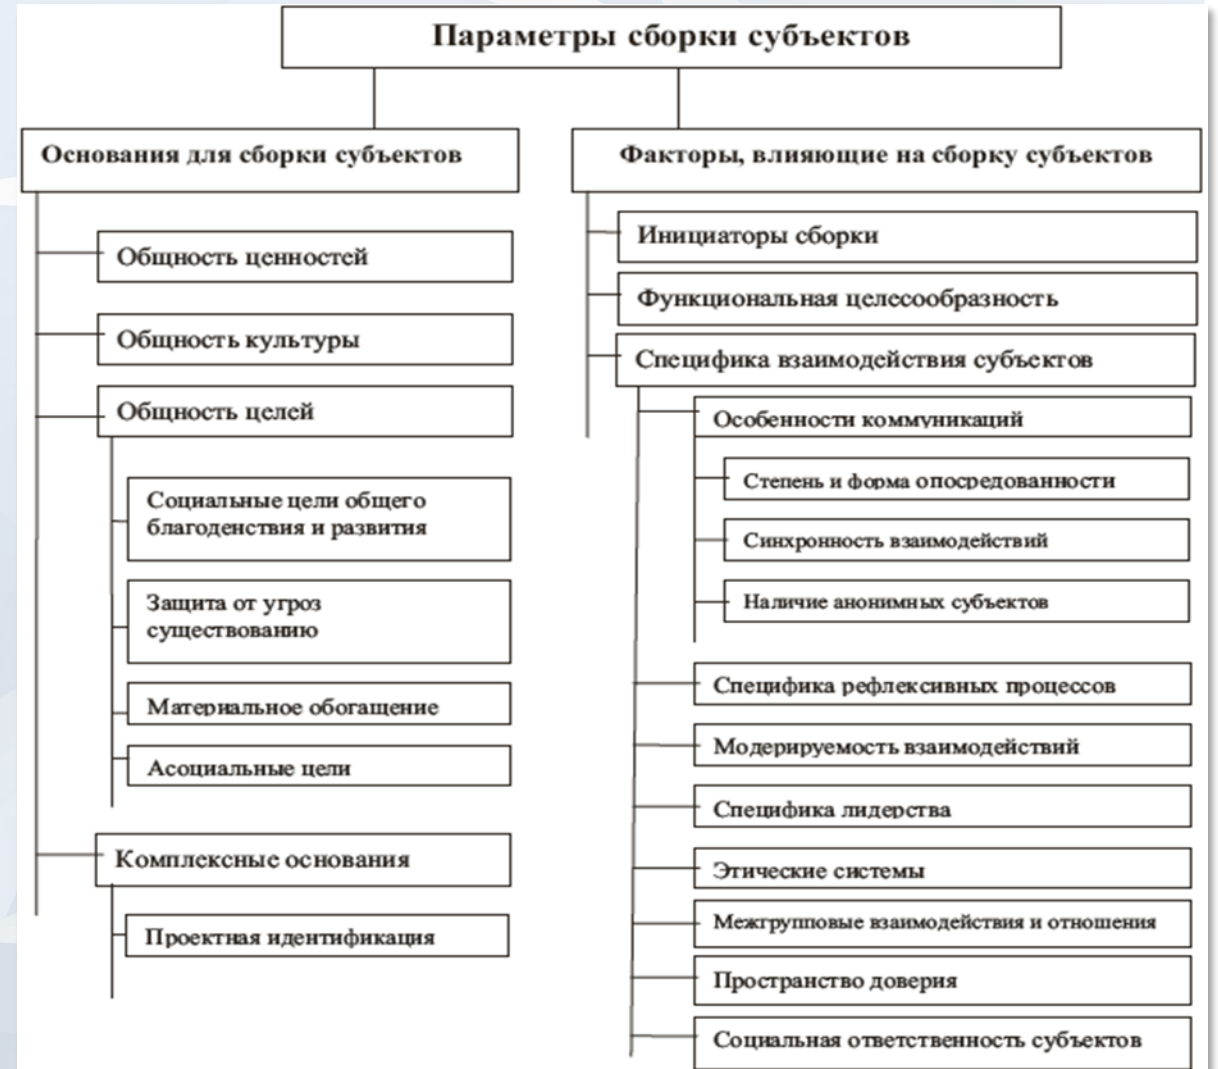 Параметры сборки субъектов
Основания для сборки субъектов
Общность ценностей
Общность культуры
Общность целей
Социальные цели общего
благоденствия и развития
Защита от угроз
существованию
Материальное обогащение
Асоциальные цели
Комплексные основания
Проектная идентификация
Факторы, влияющие на сборку субъектов
Инициаторы сборки
Функциональная целесообразность
Специфика взаимодействия субъектов
Особенности коммуникаций
Степень и форма опосредованности
Синхронность взаимодействий
Наличие анонимных субъектов
Специфика рефлексивных процессов
Модерируемость взаимодействий
Специфика лидерства
Этические системы
Межгрупповые взаимодействия и отношения
Пространство доверия
Социальная ответственность субъектов